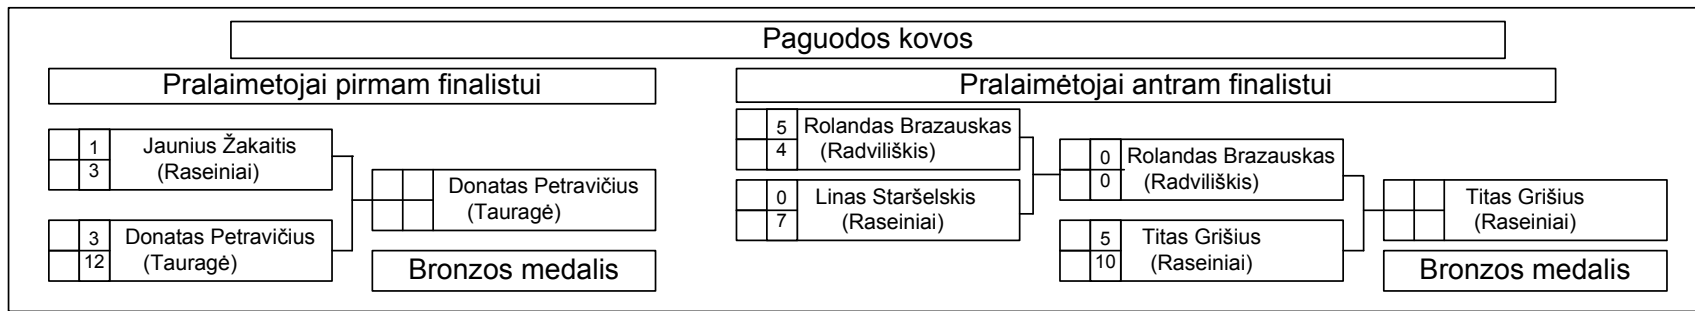 Paguodos kovos
Pralaimetojai pirmam finalistui
1
3
Jaunius Žakaitis
(Raseiniai)
3
12
Donatas Petravičius
(Tauragė)
Donatas Petravičius
(Tauragė)
Bronzos medalis
Pralaimėtojai antram finalistui
5
4
Rolandas Brazauskas
(Radviliškis)
0
7
Linas Staršelskis
(Raseiniai)
0
0
Rolandas Brazauskas
(Radviliškis)
5
10
Titas Grišius
(Raseiniai)
Titas Grišius
(Raseiniai)
Bronzos medalis